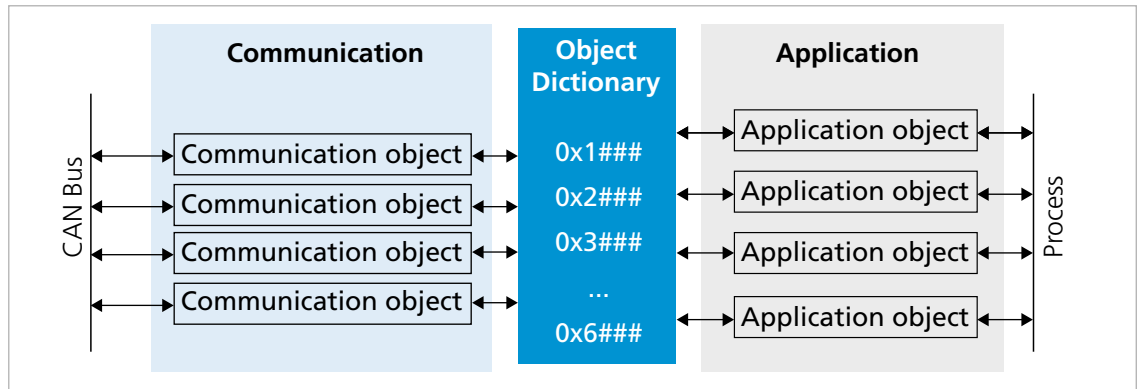 Communication
Object
Dictionary
Application
CAN Bus
Communication object
Communication object
Communication object
Communication object
0x1###
0x2###
0x3###
...
0x6###
Application object
Application object
Application object
Application object
Process